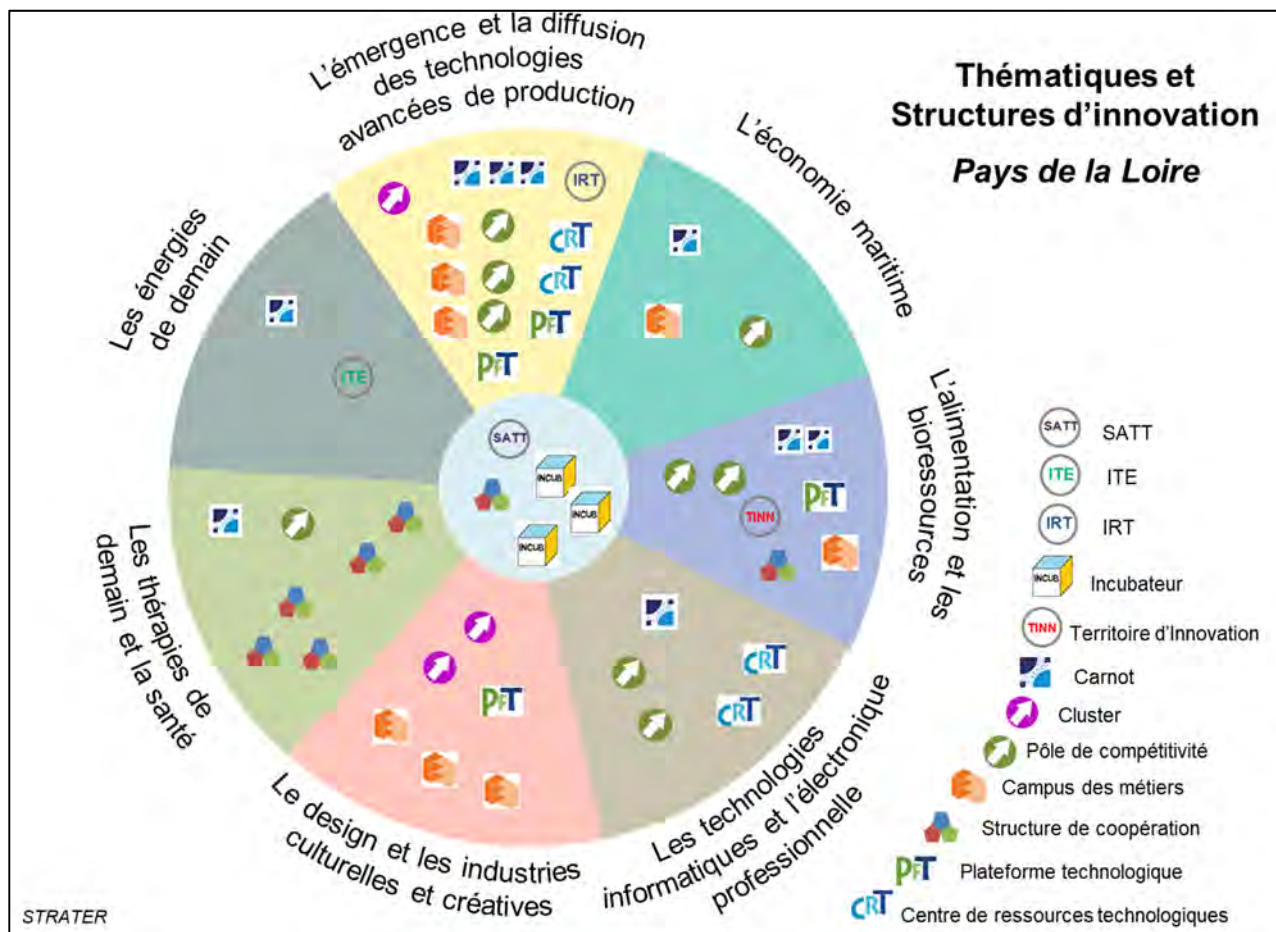 Thématiques et
Structures d'innovation
Pays de la Loire
L'émergence et la diffusion
des technologies
avancées de production
L'économie maritime
L'alimentation et les
bioressources
Les technologies
informatiques et l'électronique
professionnelle
Le design et les industries
culturelles et créatives
Les thérapies de
demain et la santé
Les énergies
de demain
IRT
CRT
CRT
PFT
PFT
ITE
SATT
INCUB
INCUB
INCUB
PFT
TINN
CRT
CRT
PFT
SATT SATT
ITE ITE
IRT IRT
INCUB. Incubateur
TINN Territoire d'Innovation
Carnot
Cluster
Pôle de compétitivité
Campus des métiers
Structure de coopération
PFT Plateforme technologique
CRT Centre de ressources technologiques
STRATER